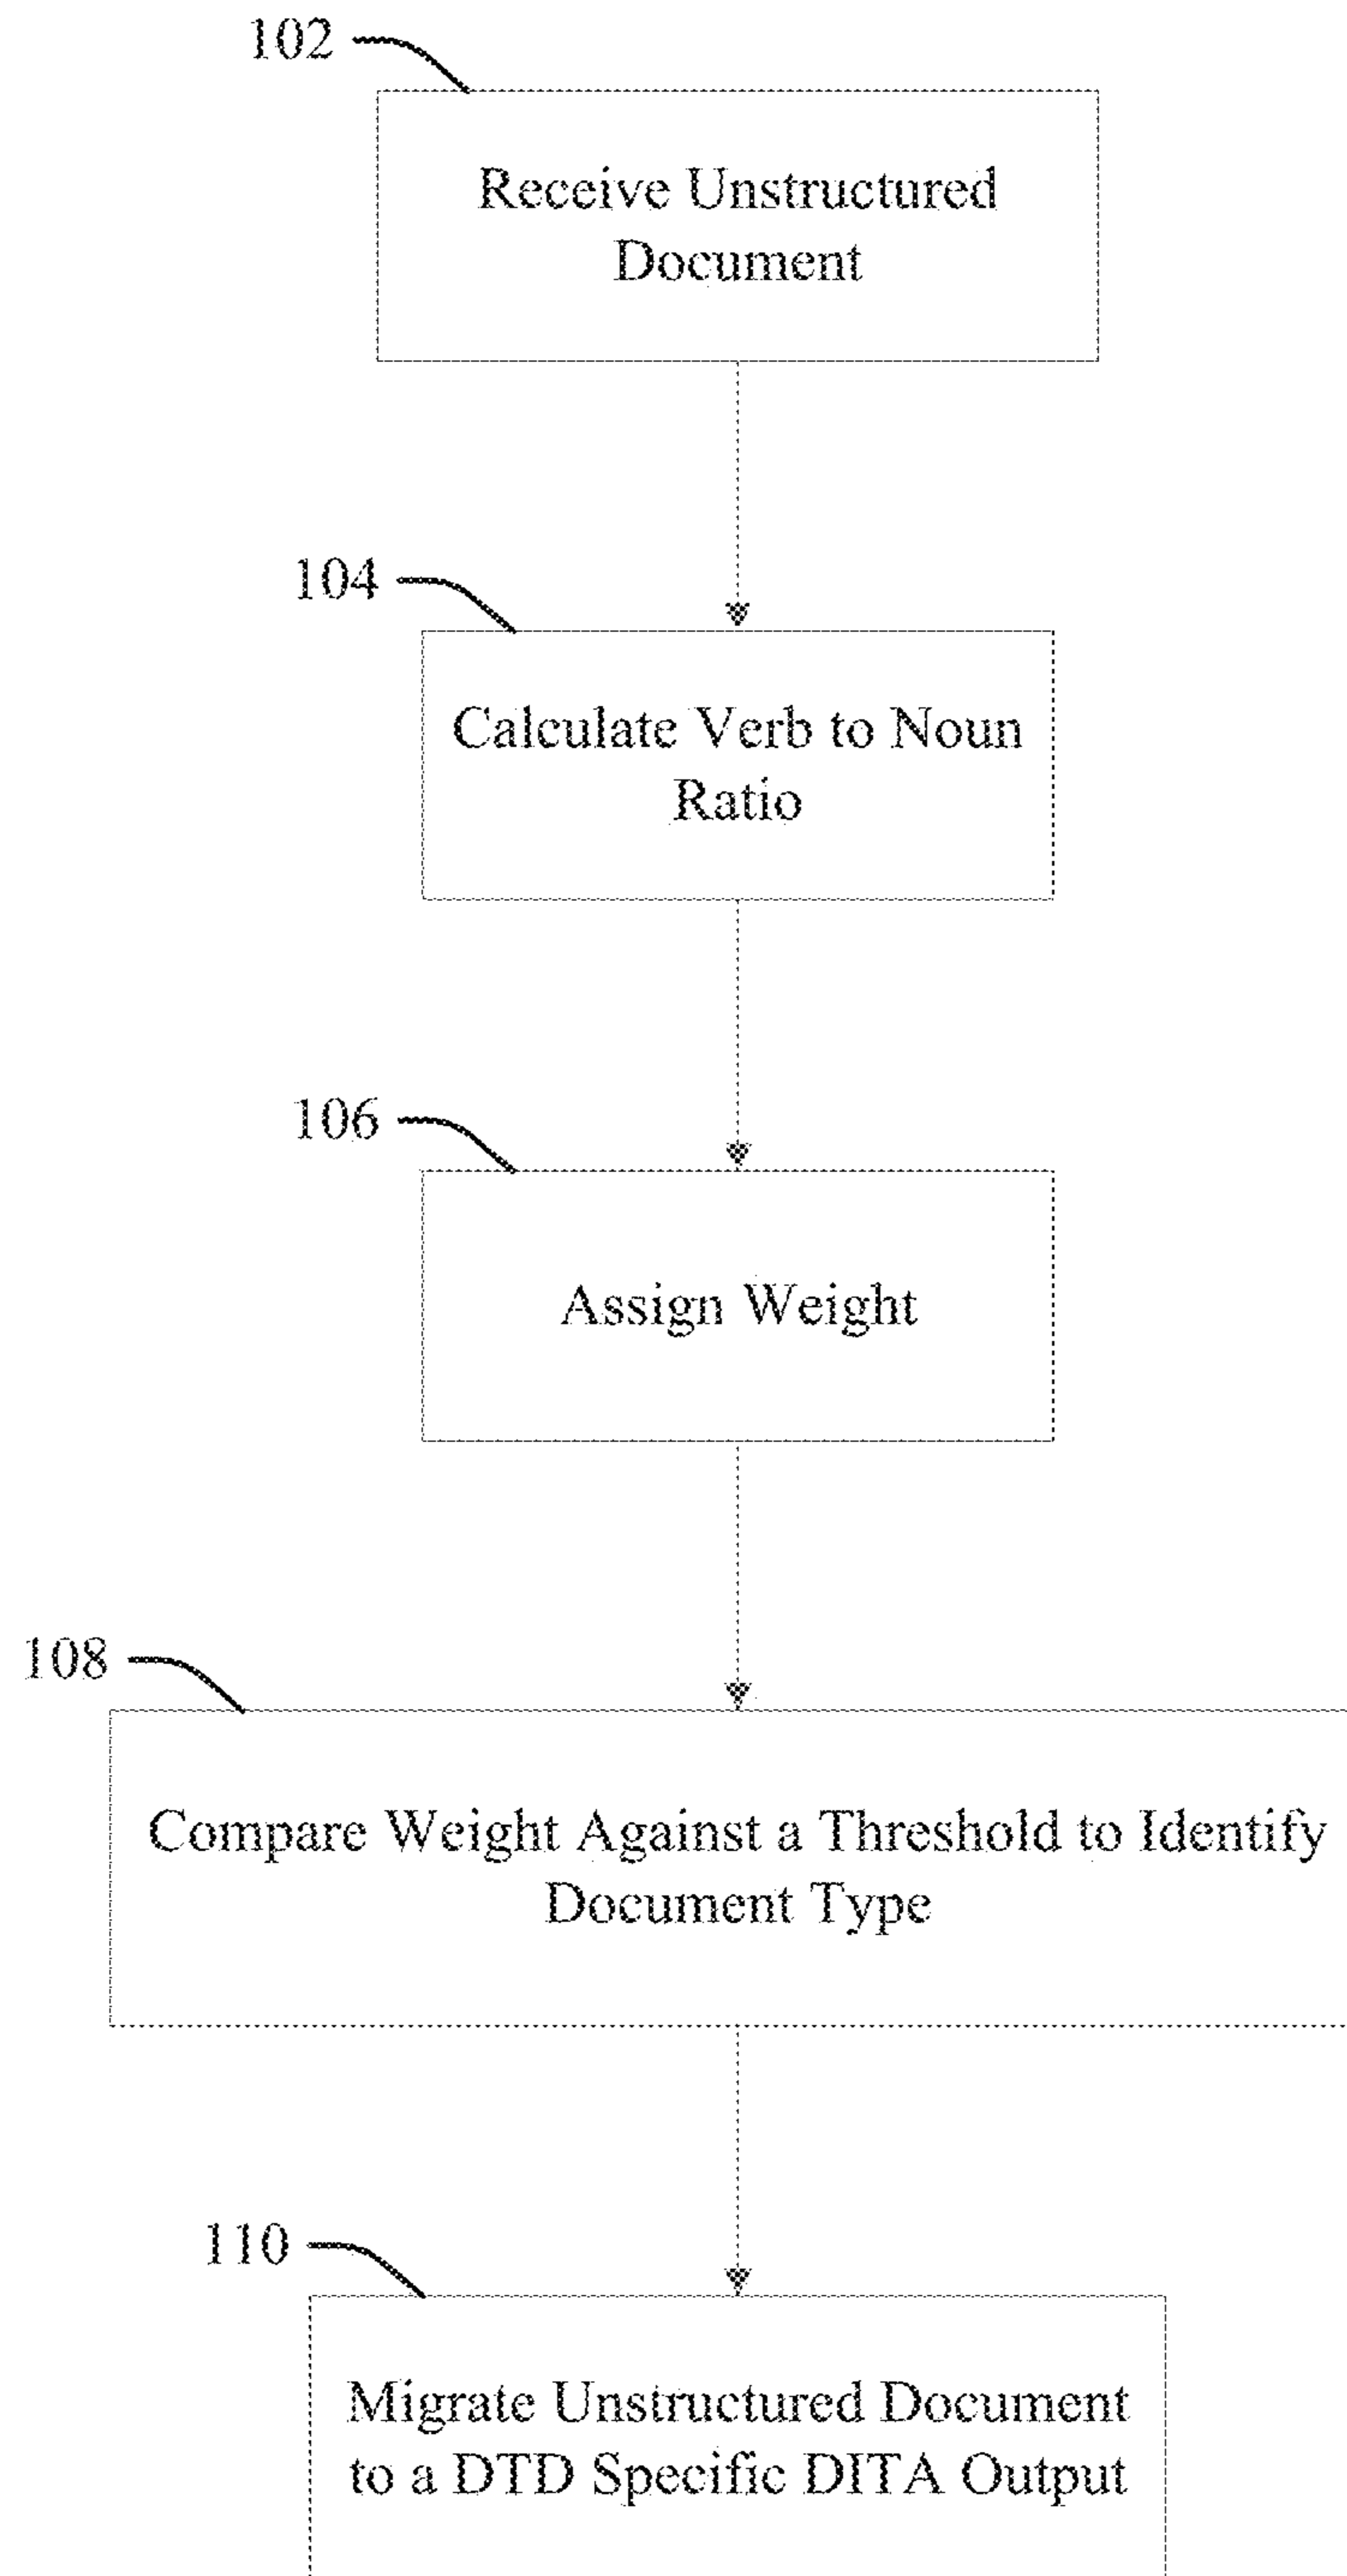 102
Receive Unstructured
Document
104
Calculate Verb to Noun
Ratio
106
Assign Weight
108
Compare Weight Against a Threshold to Identify
Document Type
110
Migrate Unstructured Document
to a DTD Specific DITA Output